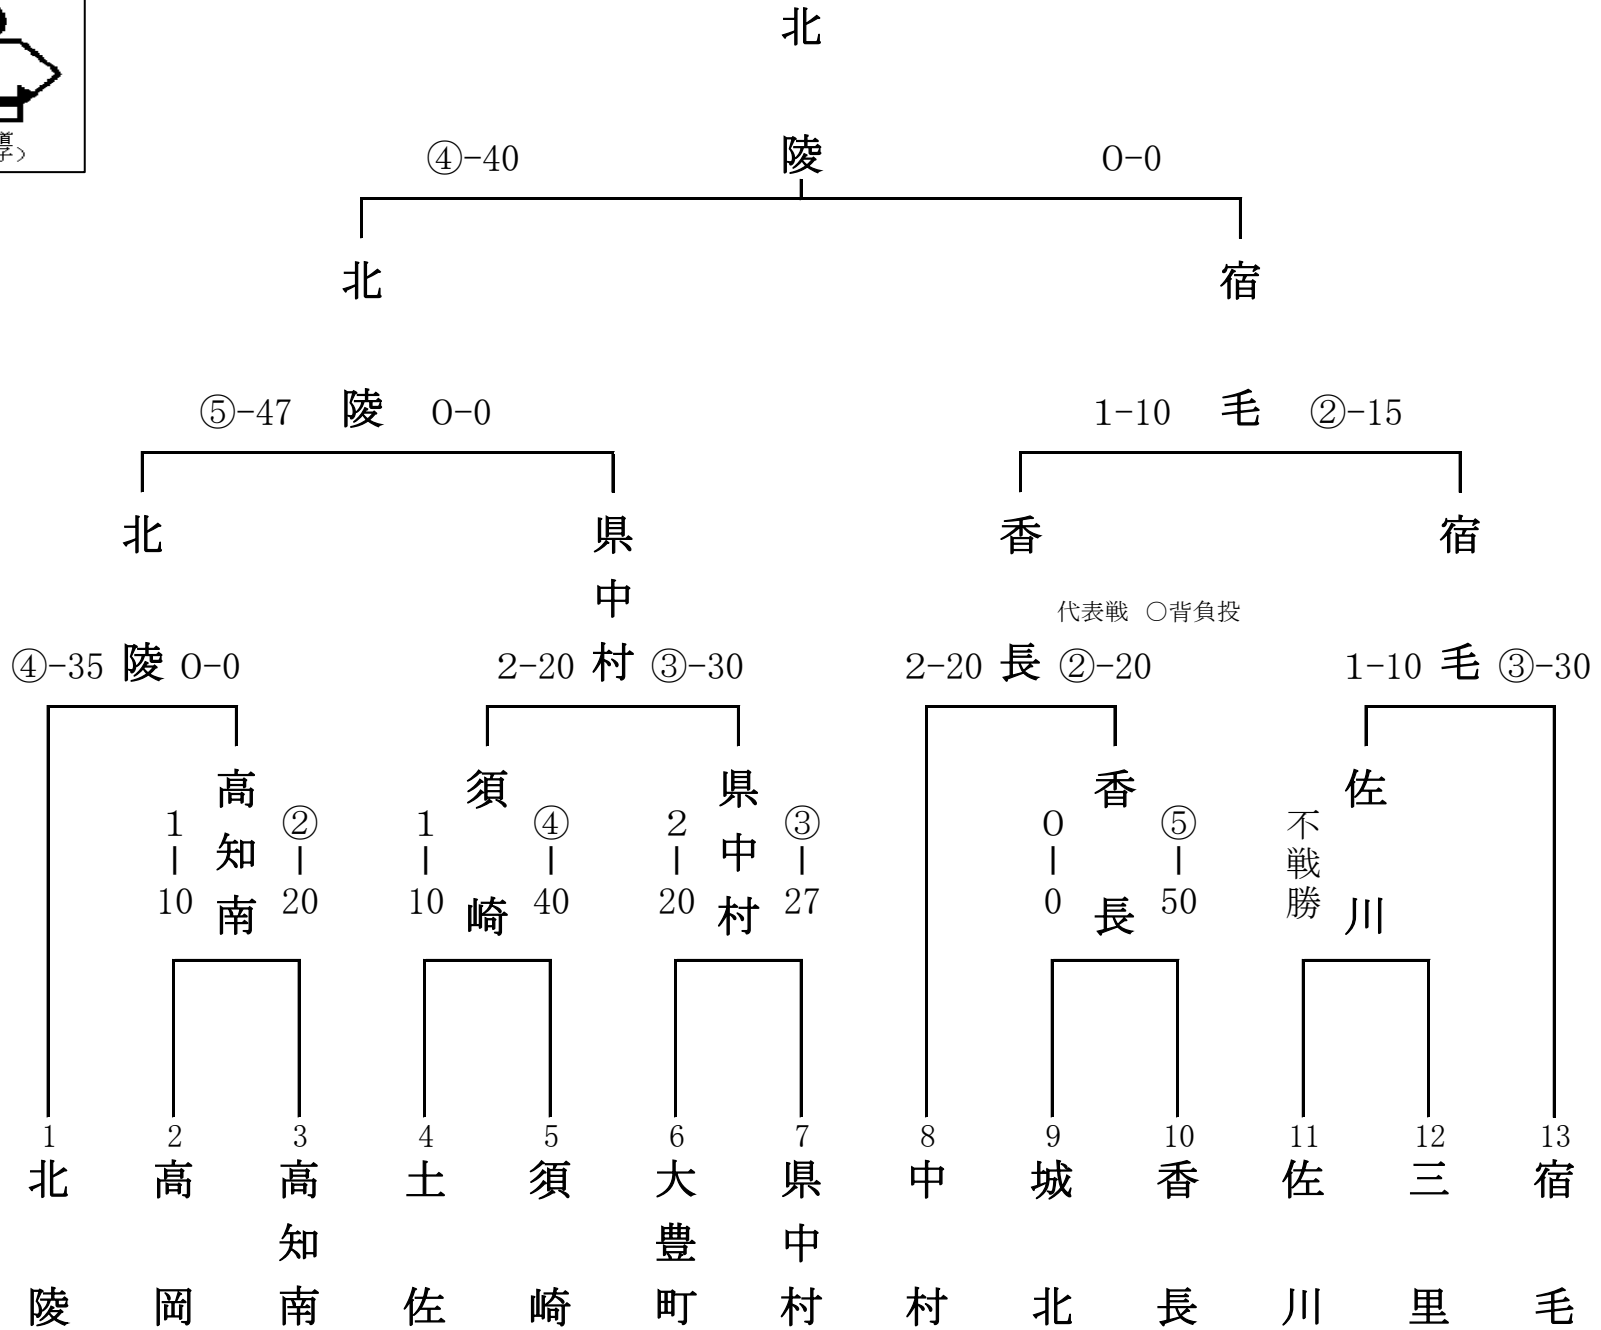 北陵
④-40
0-0
北陵
宿毛
⑤-47
0-0
1-10
②-15
北陵
県中村
香長
宿毛
代表戦 ○背負投
④-35
0-0
2-20
③-30
2-20
②-20
1-10
③-30
高知南
須崎
県中村
香長
佐川
1-10
②-20
1-10
④-40
2-20
③-27
0-0
⑤-50
不戦勝
1 北陵
2 高岡
3 高知南
4 土佐
5 須崎
6 大豊町
7 県中村
8 中村
9 城北
10 香長
11 佐川
12 三里
13 宿毛